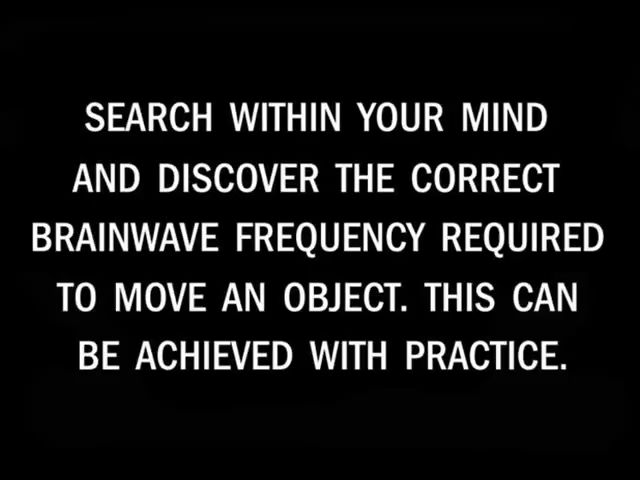 SEARCH WITHIN YOUR MIND
AND DISCOVER THE CORRECT
BRAINWAVE FREQUENCY REQUIRED
TO MOVE AN OBJECT. THIS CAN
BE ACHIEVED WITH PRACTICE.